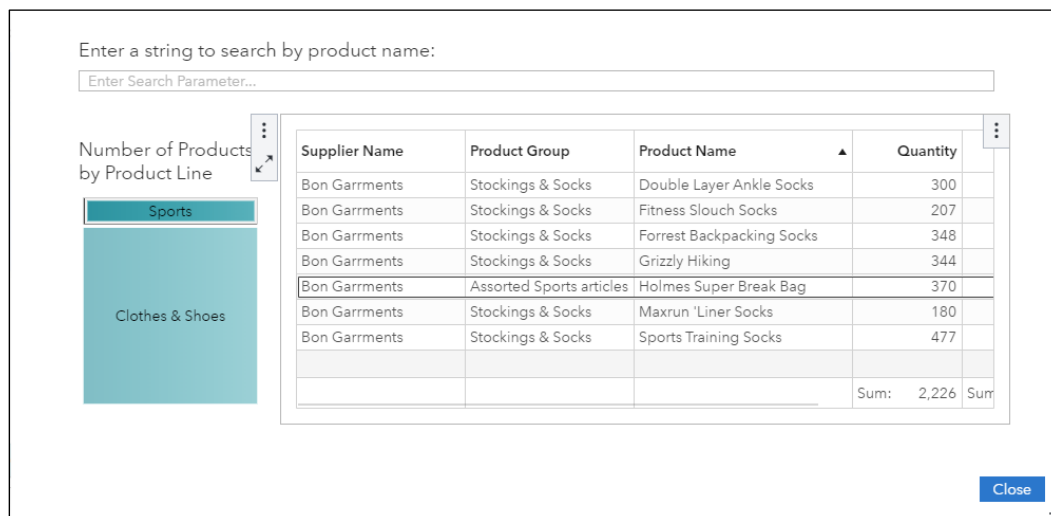 Enter a string to search by product name:
Enter Search Parameter...
Number of Products
by Product Line
Sports
Clothes & Shoes
Supplier Name Product Group Product Name Quantity
Bon Garrments Stockings & Socks Double Layer Ankle Socks 300
Bon Garrments Stockings & Socks Fitness Slouch Socks 207
Bon Garrments Stockings & Socks Forrest Backpacking Socks 348
Bon Garrments Stockings & Socks Grizzly Hiking 344
Bon Garrments Assorted Sports articles Holmes Super Break Bag 370
Bon Garrments Stockings & Socks Maxrun 'Liner Socks 180
Bon Garrments Stockings & Socks Sports Training Socks 477
Sum: 2,226 Sum
Close